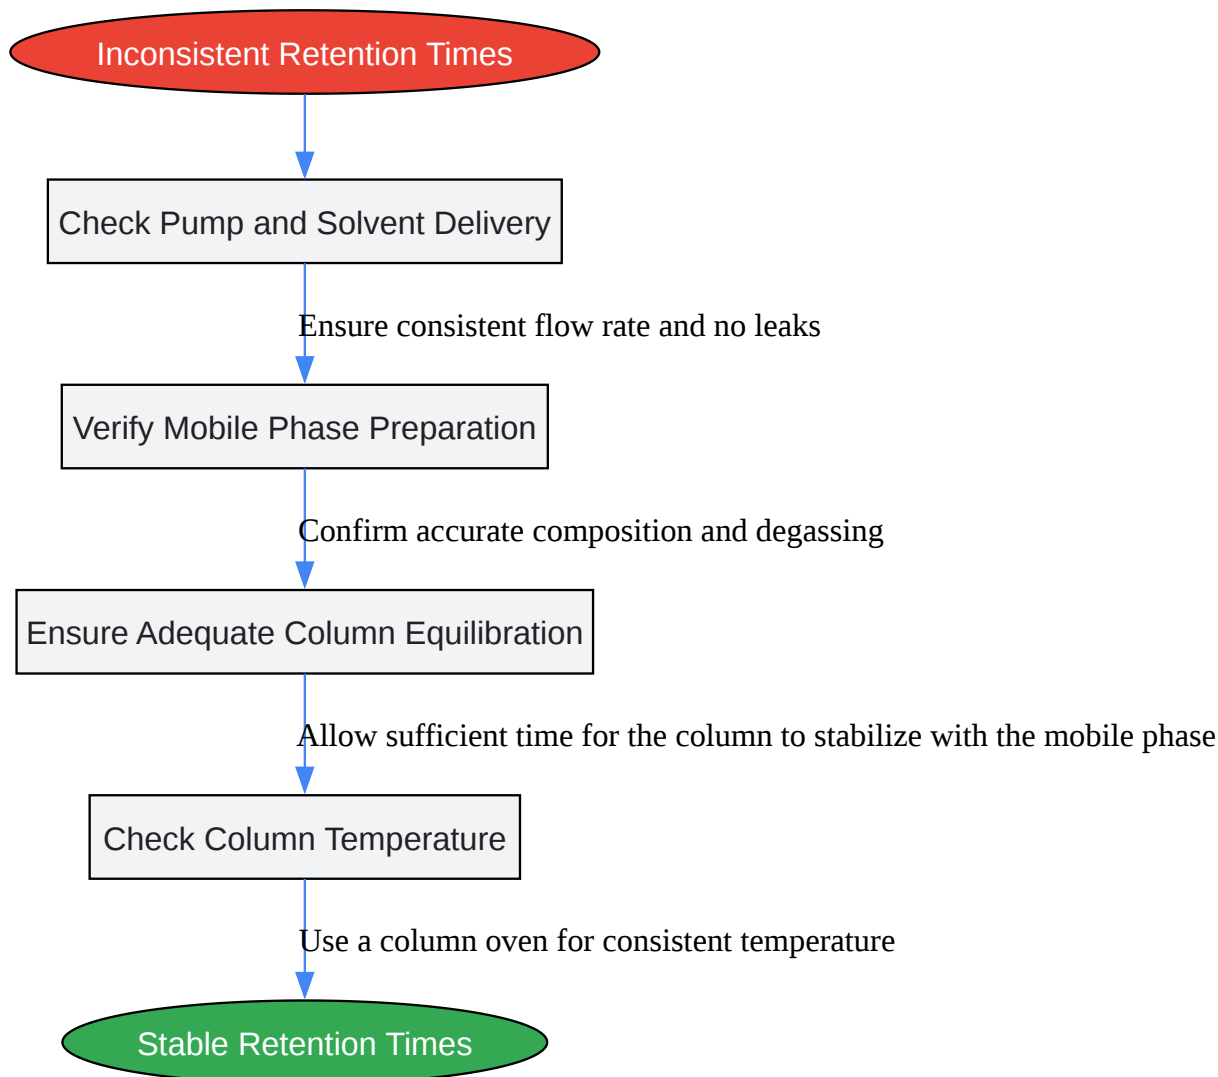 Inconsistent Retention Times
Check Pump and Solvent Delivery
Ensure consistent flow rate and no leaks
Verify Mobile Phase Preparation
Confirm accurate composition and degassing
Ensure Adequate Column Equilibration
Allow sufficient time for the column to stabilize with the mobile phase
Check Column Temperature
Use a column oven for consistent temperature
Stable Retention Times